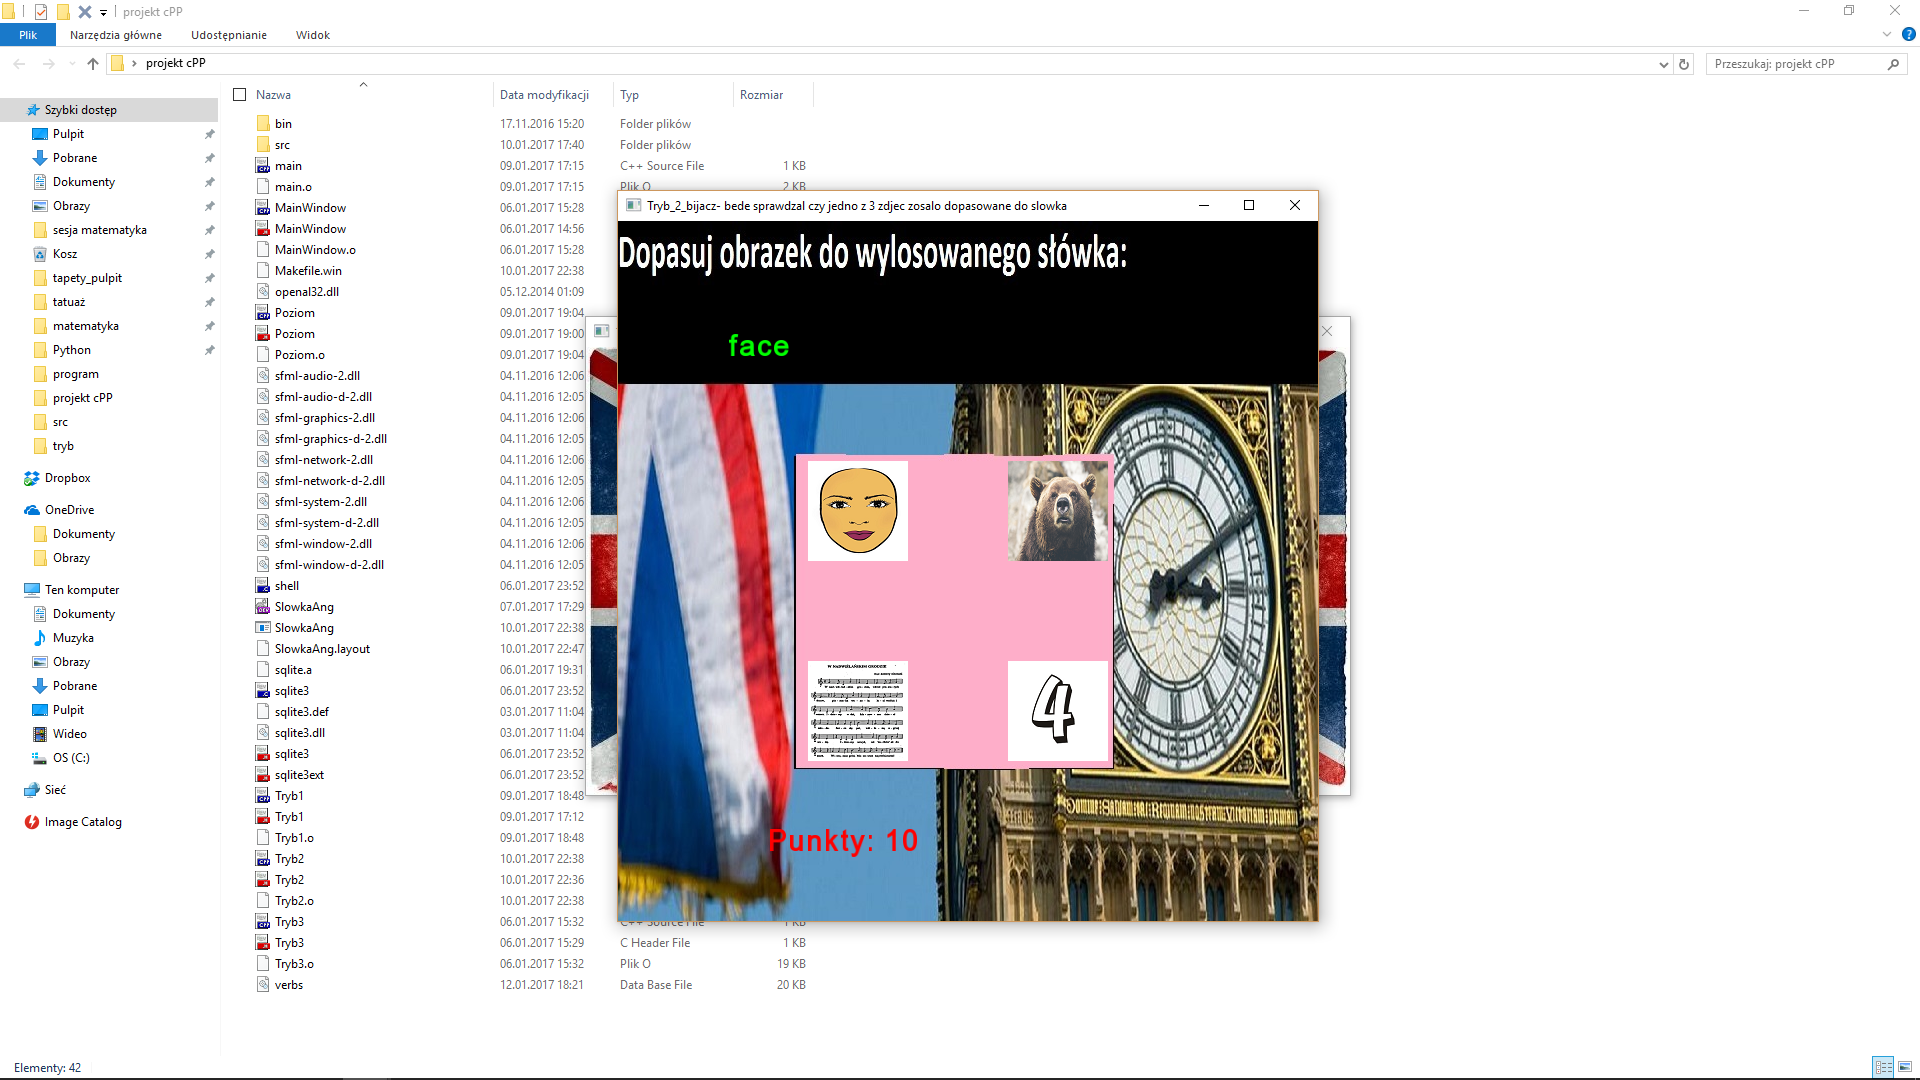 projekt cPP
Plik Narzędzia główne Udostępnianie Widok
projekt cPP Przeszukaj: projekt cPP
Nazwa Data modyfikacji Typ Rozmiar
Szybki dostęp
Pulpit
Pobrane
Dokumenty
Obrazy
sesja matematyka
Kosz
tapety_pulpit
tatuaż
matematyka
Python
program
projekt cPP
src
tryb
Dropbox
OneDrive
Dokumenty
Obrazy
Ten komputer
Dokumenty
Muzyka
Obrazy
Pobrane
Pulpit
Wideo
OS (C:)
Sieć
Image Catalog
bin 17.11.2016 15:20 Folder plików
src 10.01.2017 17:40 Folder plików
main 09.01.2017 17:15 C++ Source File 1 KB
main.o 09.01.2017 17:15 Plik O 2 KB
MainWindow 06.01.2017 15:28
MainWindow 06.01.2017 14:56
MainWindow.o 06.01.2017 15:28
Makefile.win 10.01.2017 22:38
openal32.dll 05.12.2014 01:09
Poziom 09.01.2017 19:04
Poziom 09.01.2017 19:00
Poziom.o 09.01.2017 19:04
sfml-audio-2.dll 04.11.2016 12:06
sfml-audio-d-2.dll 04.11.2016 12:05
sfml-graphics-2.dll 04.11.2016 12:06
sfml-graphics-d-2.dll 04.11.2016 12:05
sfml-network-2.dll 04.11.2016 12:06
sfml-network-d-2.dll 04.11.2016 12:05
sfml-system-2.dll 04.11.2016 12:06
sfml-system-d-2.dll 04.11.2016 12:05
sfml-window-2.dll 04.11.2016 12:06
sfml-window-d-2.dll 04.11.2016 12:05
shell 06.01.2017 23:52
SlowkaAng 07.01.2017 17:29
SlowkaAng 10.01.2017 22:38
SlowkaAng.layout 10.01.2017 22:47
sqlite.a 06.01.2017 19:31
sqlite3 06.01.2017 23:52
sqlite3.def 03.01.2017 11:04
sqlite3.dll 03.01.2017 11:04
sqlite3 06.01.2017 23:52
sqlite3ext 06.01.2017 23:52
Tryb1 09.01.2017 18:48
Tryb1 09.01.2017 17:12
Tryb1.o 09.01.2017 18:48
Tryb2 10.01.2017 22:38
Tryb2 10.01.2017 22:36
Tryb2.o 10.01.2017 22:38
Tryb3 06.01.2017 15:32 C++ Source File 1 KB
Tryb3 06.01.2017 15:29 C Header File 1 KB
Tryb3.o 06.01.2017 15:32 Plik O 19 KB
verbs 12.01.2017 18:21 Data Base File 20 KB
Tryb_2_bijacz- bede sprawdzal czy jedno z 3 zdjec zosalo dopasowane do slowka
Dopasuj obrazek do wylosowanego słówka:
face
W NADWIŚLAŃSKIM GRODZIE
4
Punkty: 10
Elementy: 42